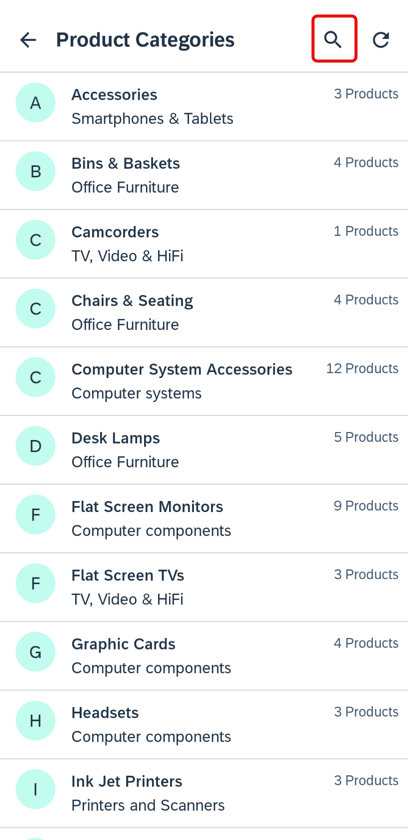 Product Categories
A
Accessories
3 Products
Smartphones & Tablets
B
Bins & Baskets
4 Products
Office Furniture
C
Camcorders
1 Products
TV, Video & HiFi
C
Chairs & Seating
4 Products
Office Furniture
C
Computer System Accessories
12 Products
Computer systems
D
Desk Lamps
5 Products
Office Furniture
F
Flat Screen Monitors
9 Products
Computer components
F
Flat Screen TVs
3 Products
TV, Video & HiFi
G
Graphic Cards
4 Products
Computer components
H
Headsets
3 Products
Computer components
I
Ink Jet Printers
3 Products
Printers and Scanners